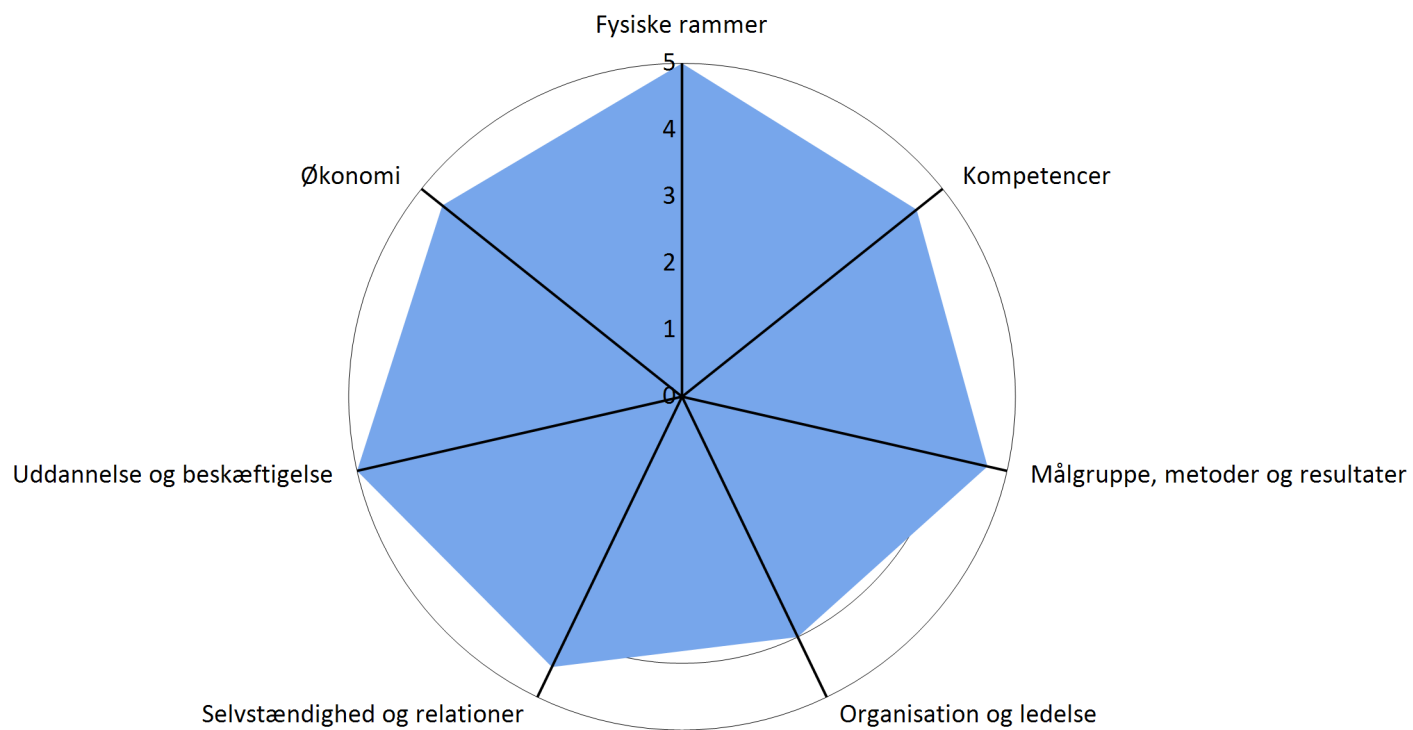 Fysiske rammer
5
4
Økonomi
Kompetencer
3
2
1
0
Uddannelse og beskæftigelse
Målgruppe, metoder og resultater
Selvstændighed og relationer
Organisation og ledelse